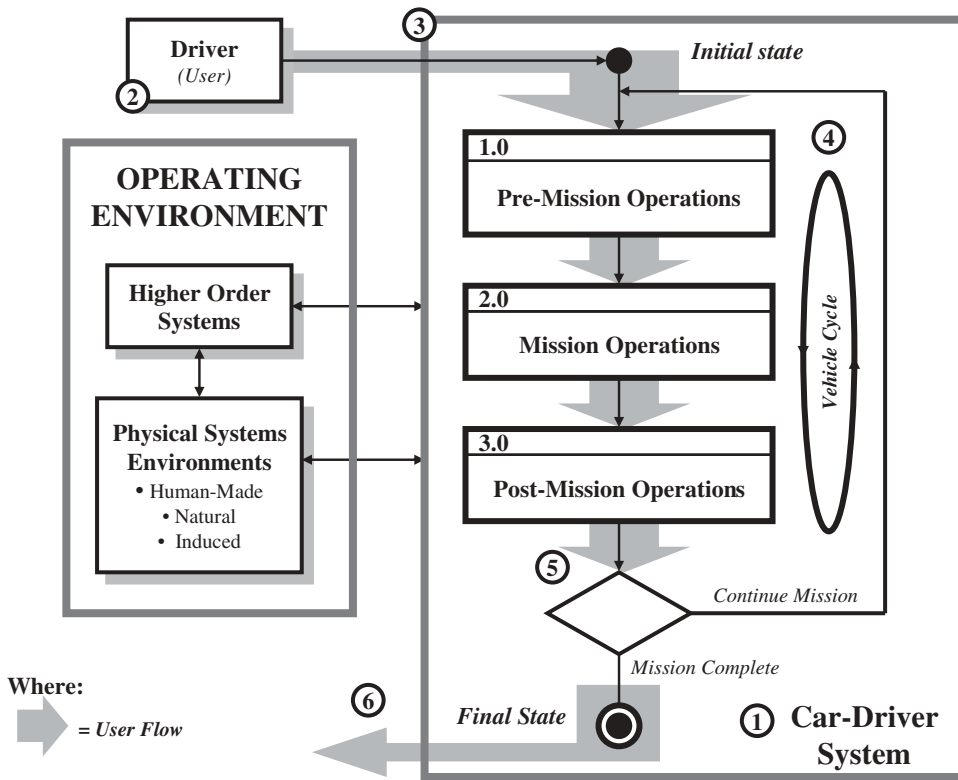 3
Driver
(User)
2
Initial state
4
OPERATING
ENVIRONMENT
1.0
Pre-Mission Operations
Higher Order
Systems
2.0
Mission Operations
Vehicle Cycle
Physical Systems
Environments
• Human-Made
• Natural
• Induced
3.0
Post-Mission Operations
5
Continue Mission
Mission Complete
Where:
= User Flow
6
Final State
1 Car-Driver
System